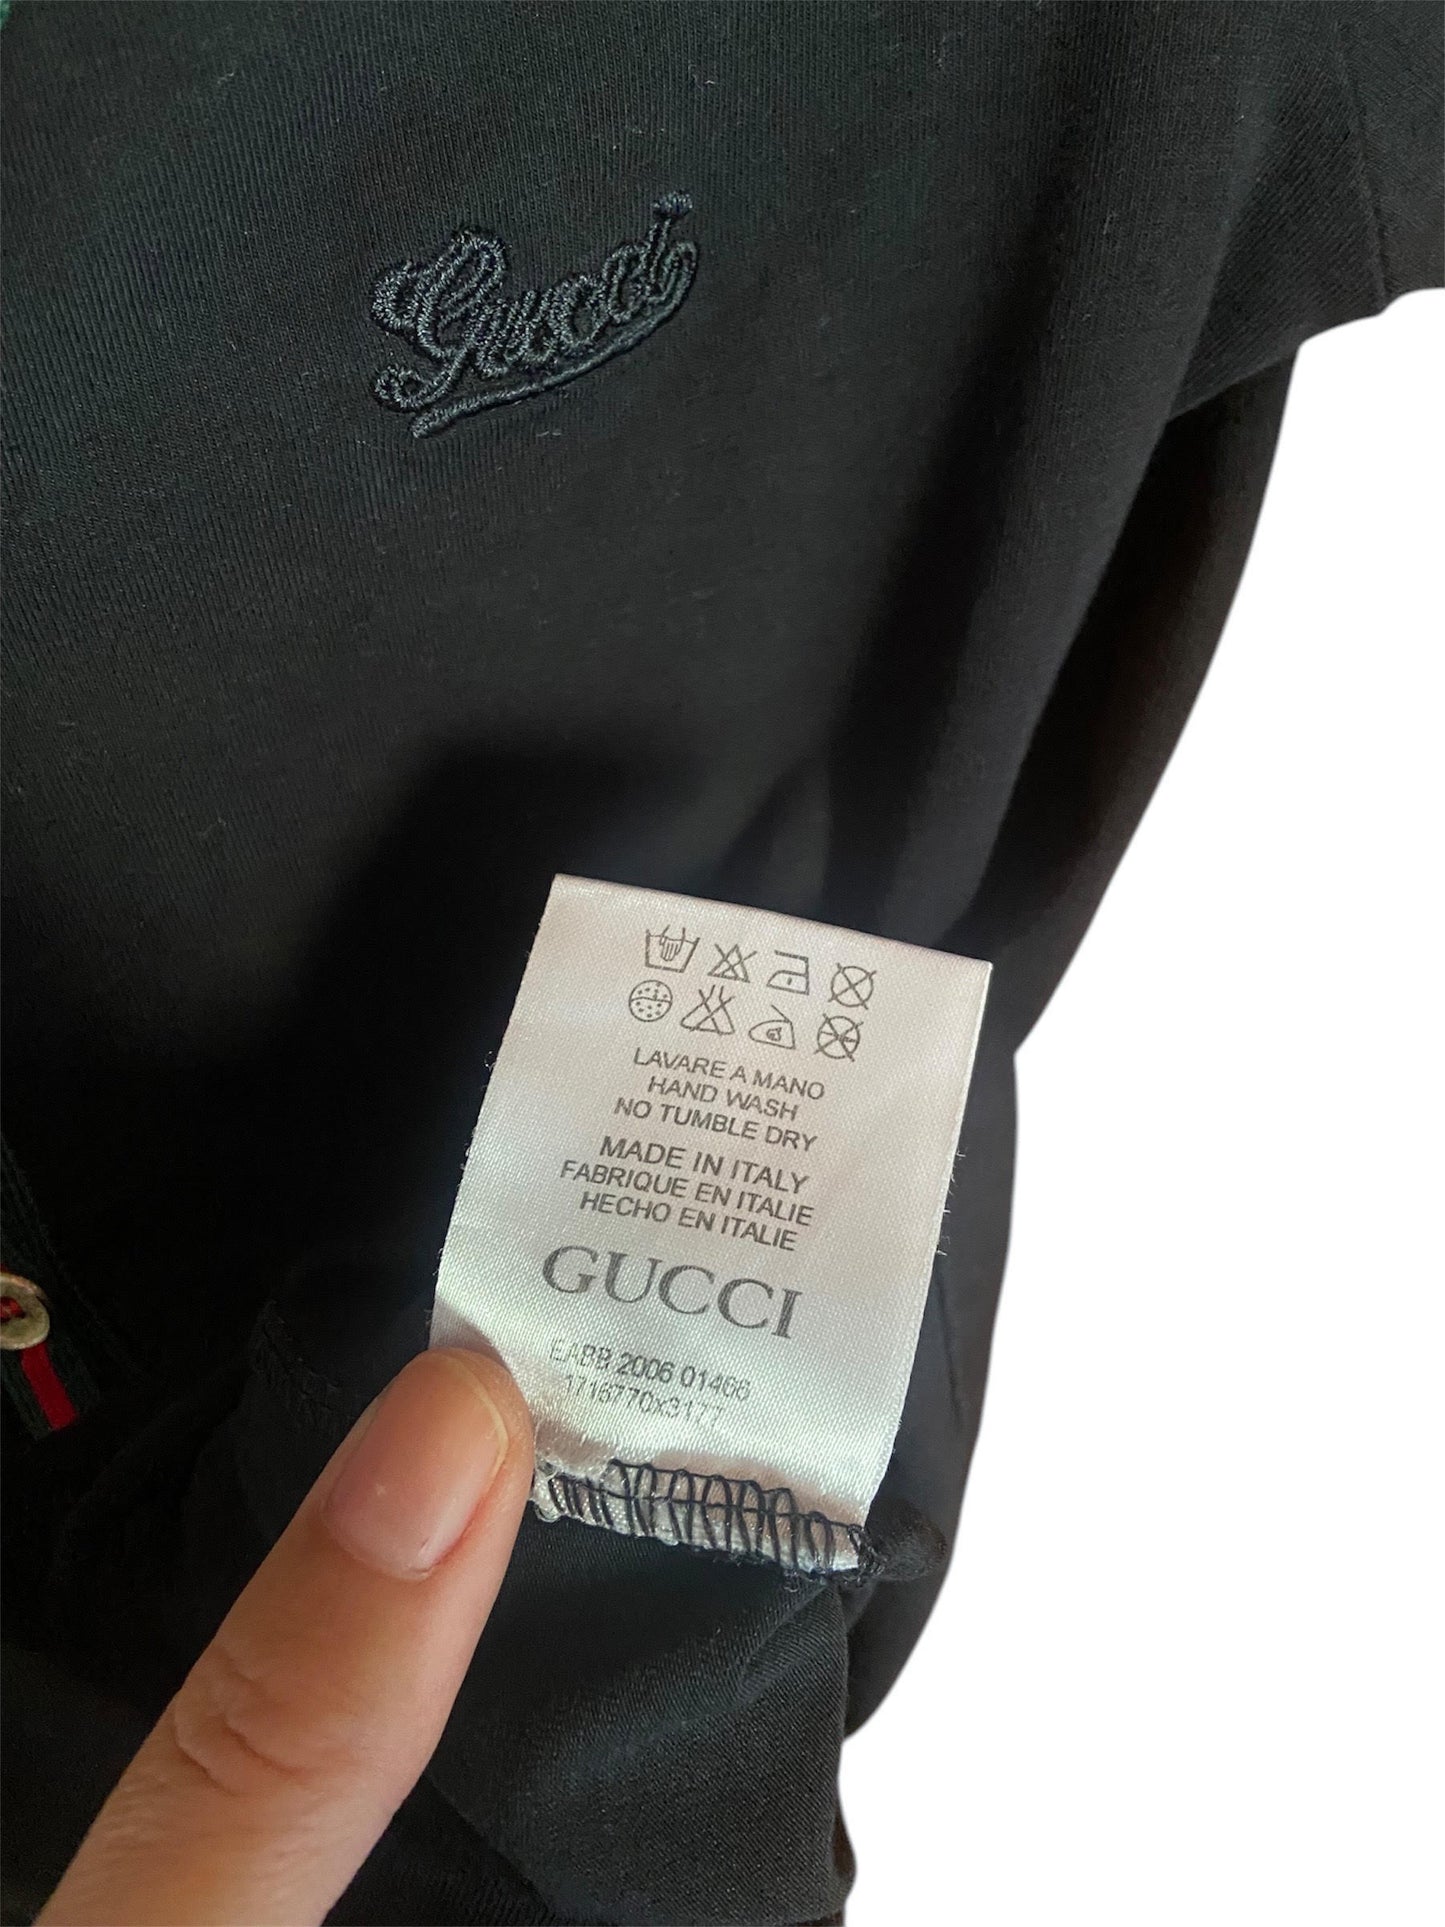 Gucci
LAVARE A MANO
HAND WASH
NO TUMBLE DRY
MADE IN ITALY
FABRIQUE EN ITALIE
HECHO EN ITALIE
GUCCI
EABB 2006 01466
1716770x3177